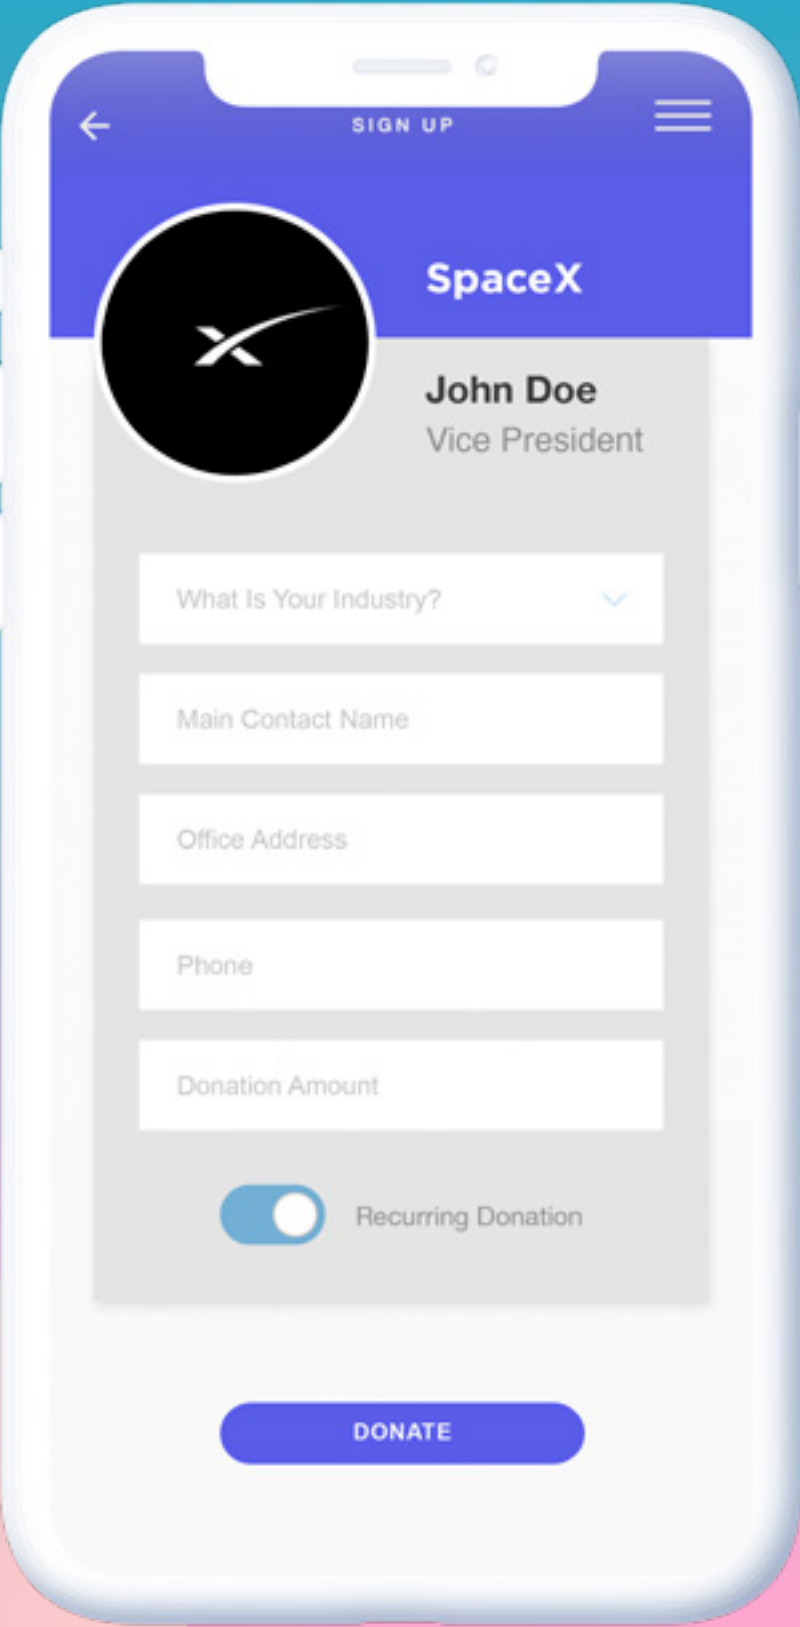 SIGN UP
SpaceX
John Doe
Vice President
What Is Your Industry?
Main Contact Name
Office Address
Phone
Donation Amount
Recurring Donation
DONATE